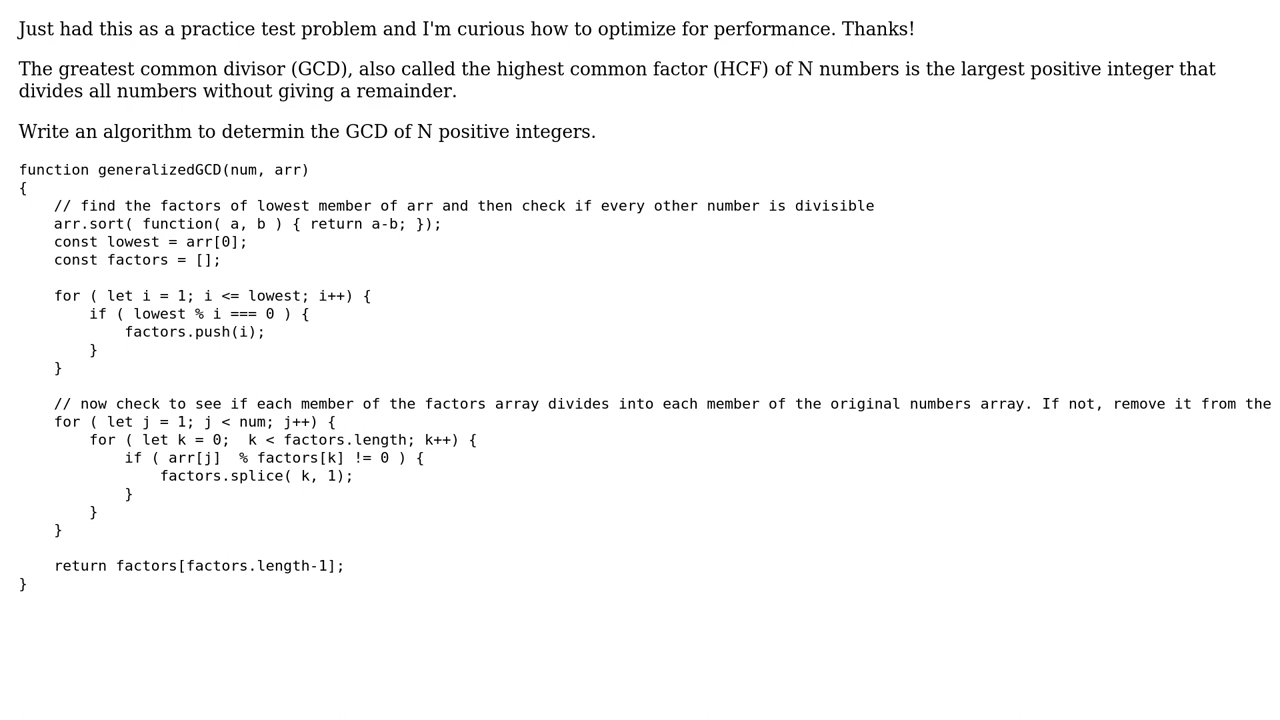 Just had this as a practice test problem and I'm curious how to optimize for performance. Thanks!
The greatest common divisor (GCD), also called the highest common factor (HCF) of N numbers is the largest positive integer that
divides all numbers without giving a remainder.
Write an algorithm to determin the GCD of N positive integers.
function generalizedGCD(num, arr)
{
    // find the factors of lowest member of arr and then check if every other number is divisible
    arr.sort( function( a, b ) { return a-b; });
    const lowest = arr[0];
    const factors = [];

    for ( let i = 1; i <= lowest; i++) {
        if ( lowest % i === 0 ) {
            factors.push(i);
        }
    }

    // now check to see if each member of the factors array divides into each member of the original numbers array. If not, remove it from the
    for ( let j = 1; j < num; j++) {
        for ( let k = 0;  k < factors.length; k++) {
            if ( arr[j]  % factors[k] != 0 ) {
                factors.splice( k, 1);
            }
        }
    }

    return factors[factors.length-1];
}